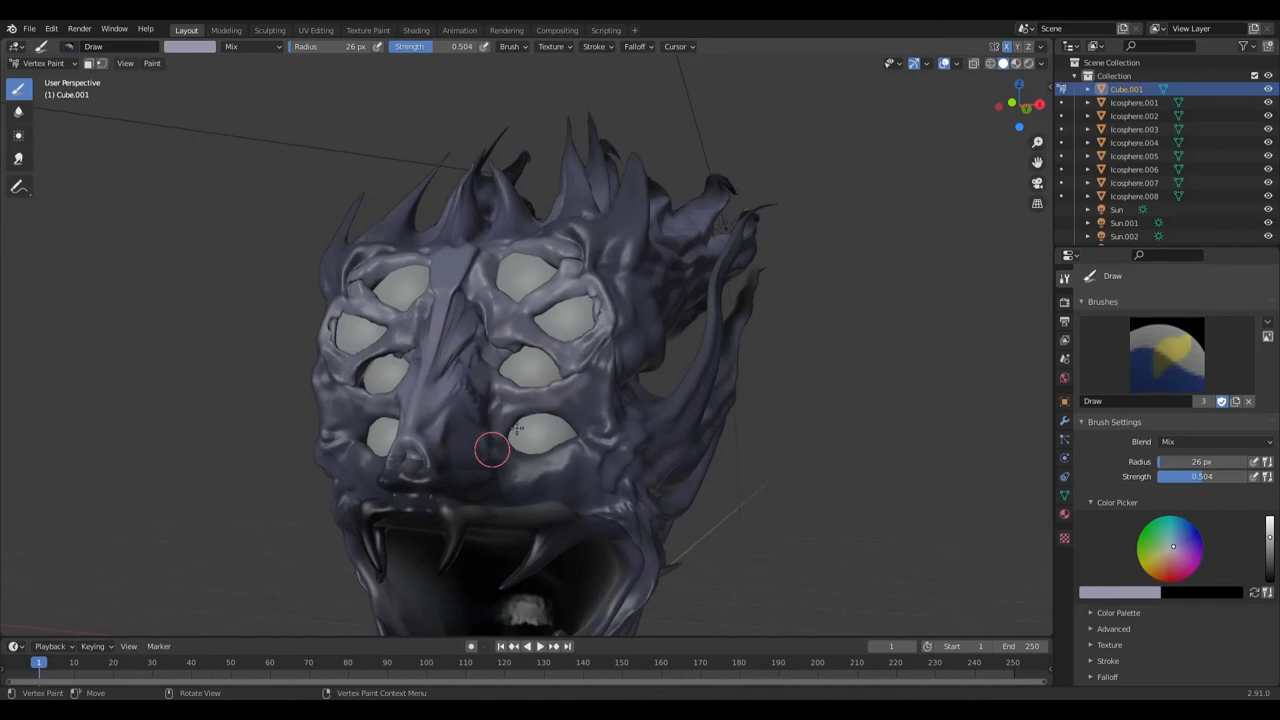 File Edit Render Window Help Layout Modeling Sculpting UV Editing Texture Paint Shading Animation Rendering Compositing Scripting + Scene View Layer
Draw Mix Radius 26 px Strength 0.504 Brush Texture Stroke Falloff Cursor X Y Z
Vertex Paint View Paint
Scene Collection
Collection
User Perspective
(1) Cube.001
Cube.001
Icosphere.001
Icosphere.002
Icosphere.003
Icosphere.004
Icosphere.005
Icosphere.006
Icosphere.007
Icosphere.008
Sun
Sun.001
Sun.002
Draw
Brushes
Draw 3
Brush Settings
Blend Mix
Radius 26 px
Strength 0.504
Color Picker
Color Palette
Advanced
Texture
Stroke
Falloff
Playback Keying View Marker 1 Start 1 End 250
1 10 20 30 40 50 60 70 80 90 100 110 120 130 140 150 160 170 180 190 200 210 220 230 240 250
Vertex Paint Move Rotate View Vertex Paint Context Menu 2.91.0